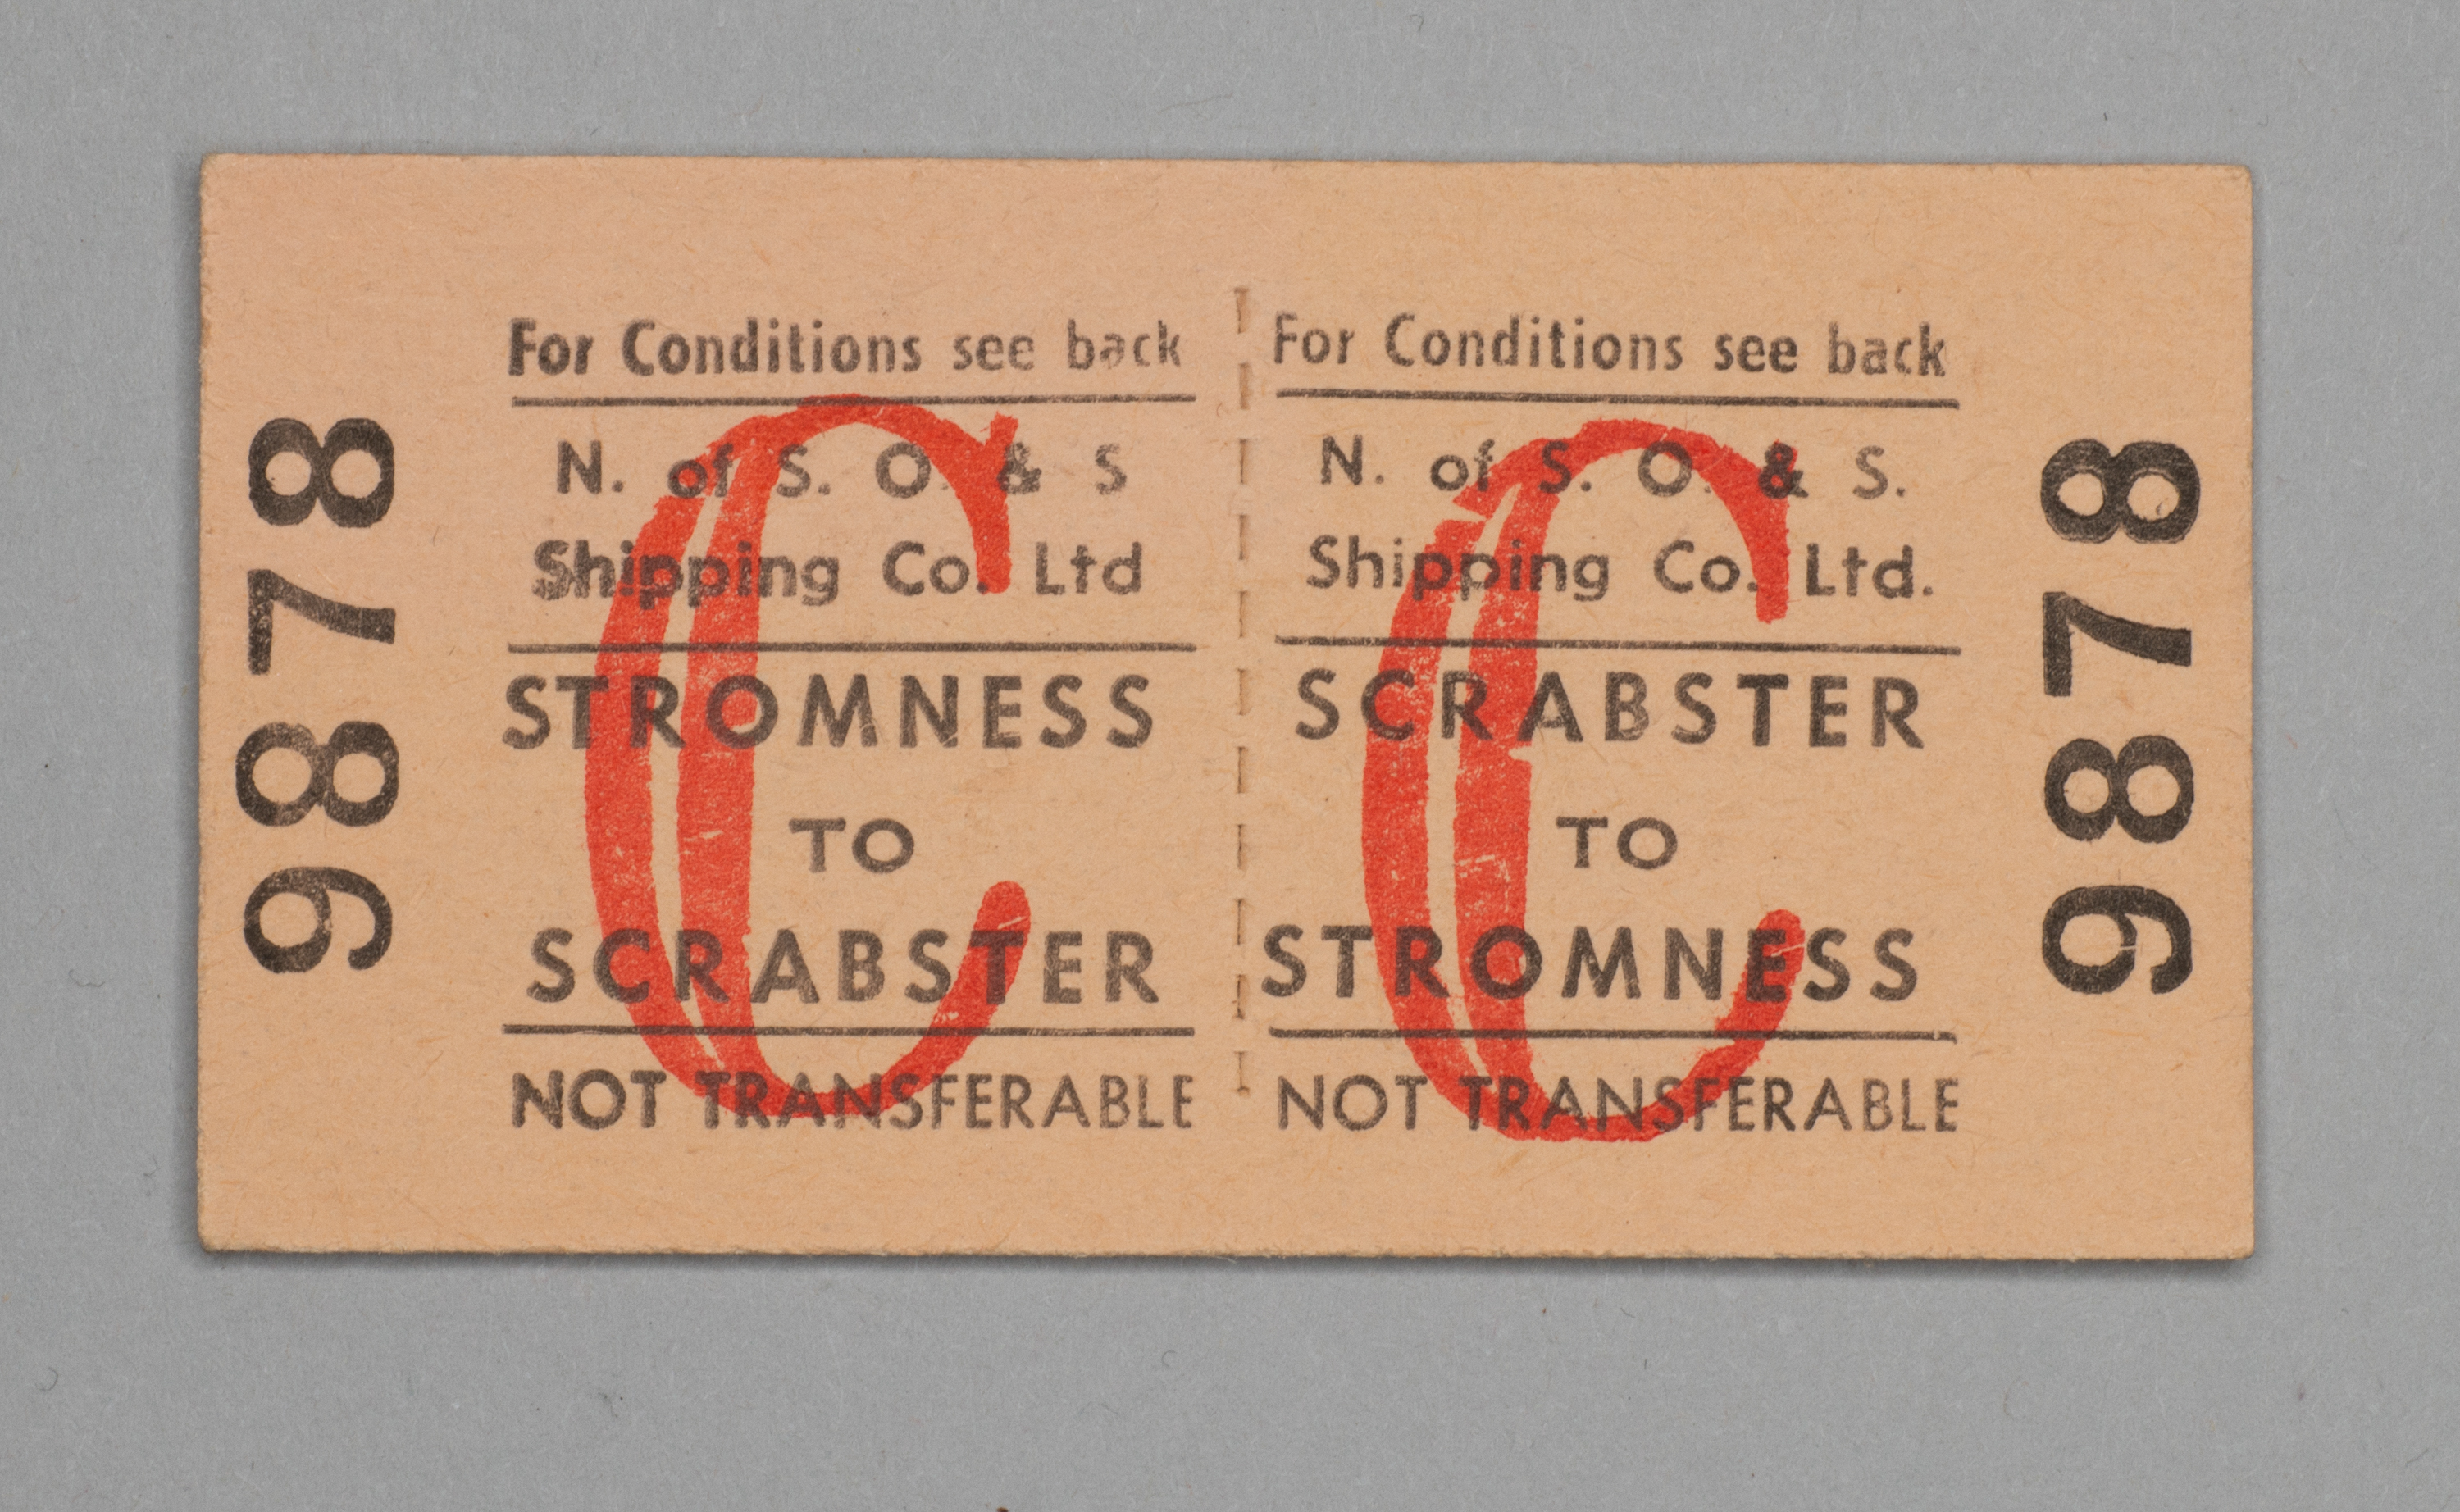 9878
For Conditions see back
N. of S. O. & S
Shipping Co. Ltd
STROMNESS
TO
SCRABSTER
NOT TRANSFERABLE
C
For Conditions see back
N. of S. O. & S.
Shipping Co. Ltd.
SCRABSTER
TO
STROMNESS
NOT TRANSFERABLE
C
9878